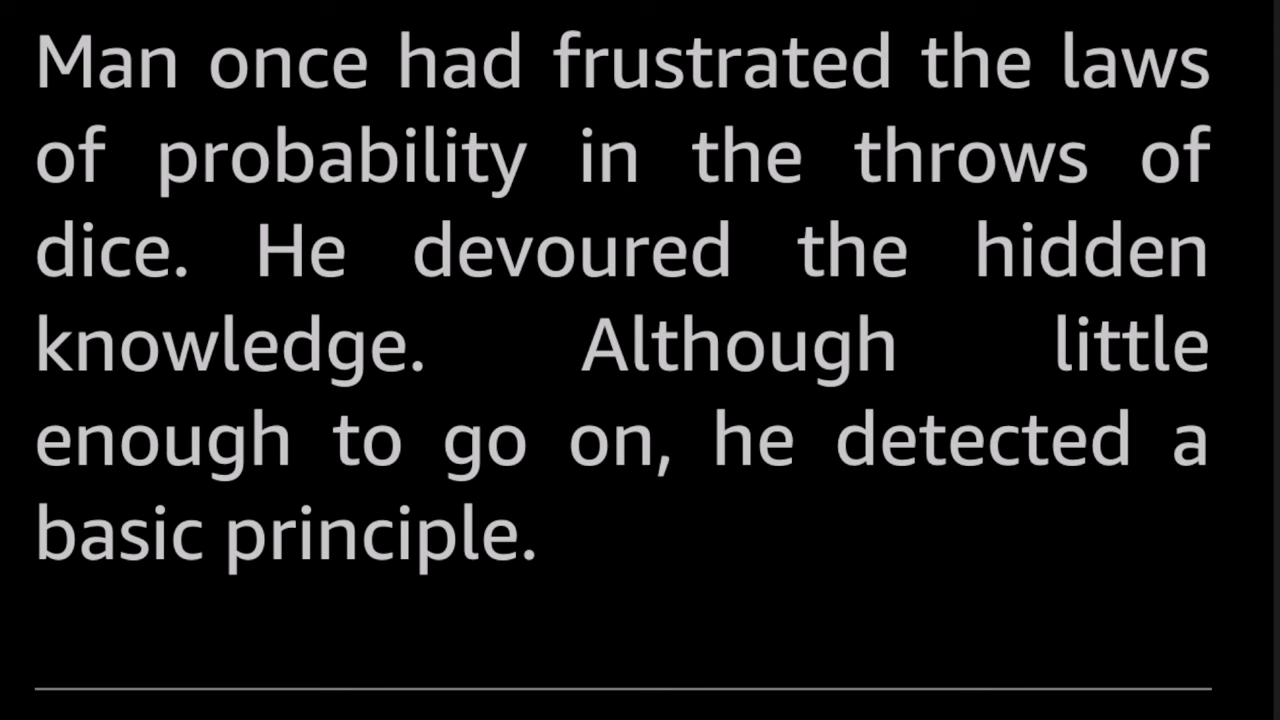 Man once had frustrated the laws
of probability in the throws of
dice. He devoured the hidden
knowledge. Although little
enough to go on, he detected a
basic principle.